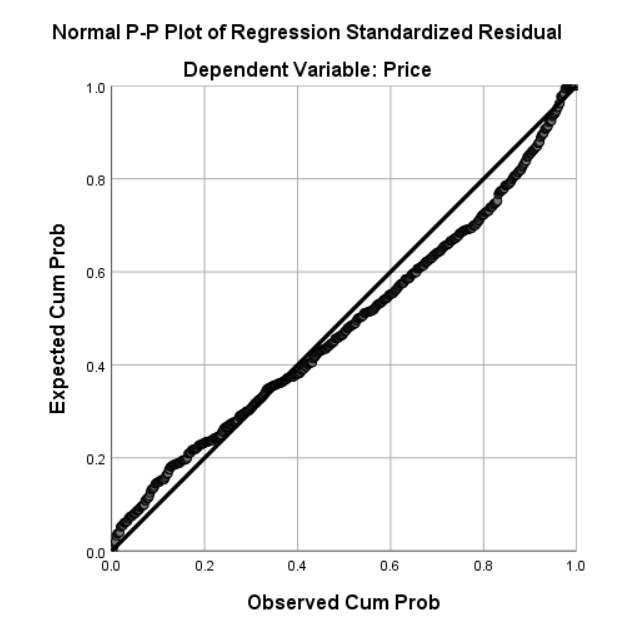 Normal P-P Plot of Regression Standardized Residual
Dependent Variable: Price
1.0
0.8
0.6
0.4
0.2
0.0
Expected Cum Prob
0.0 0.2 0.4 0.6 0.8 1.0
Observed Cum Prob